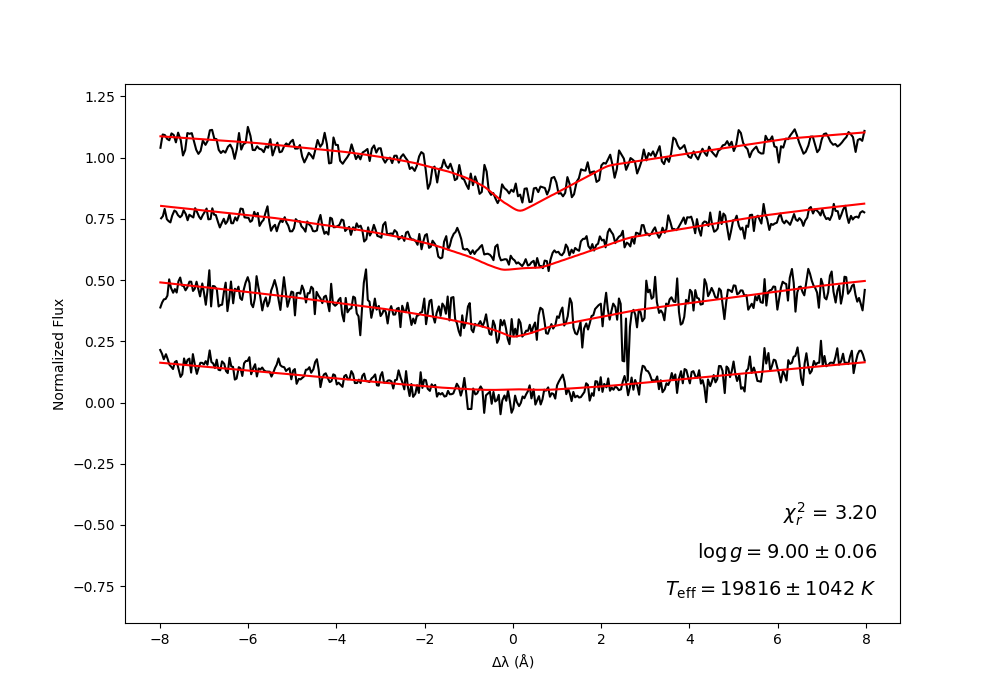 Normalized Flux
1.25
1.00
0.75
0.50
0.25
0.00
−0.25
−0.50
−0.75
χ_r^2 = 3.20
log g = 9.00 ± 0.06
T_eff = 19816 ± 1042 K
−8 −6 −4 −2 0 2 4 6 8
Δλ (Å)